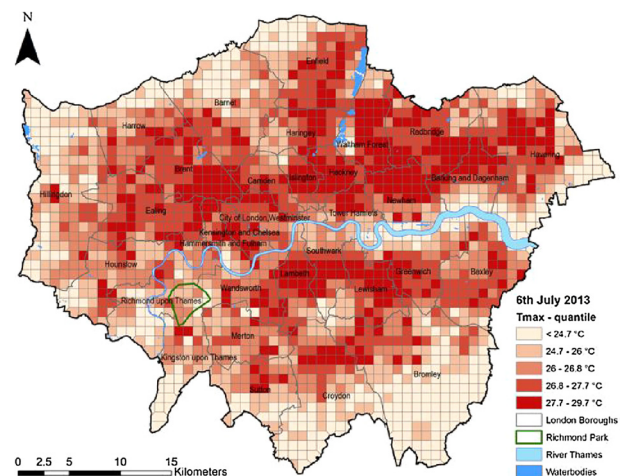 N
Enfield
Barnet
Harrow
Haringey
Redbridge
Waltham Forest
Havering
Brent
Camden
Islington
Hackney
Barking and Dagenham
Hillingdon
Newham
Ealing
City of London
Westminster
Tower Hamlets
Kensington and Chelsea
Hammersmith and Fulham
Southwark
Hounslow
Lambeth
Greenwich
Bexley
Wandsworth
Lewisham
Richmond upon Thames
Merton
Kingston upon Thames
Bromley
Sutton
Croydon
6th July 2013
Tmax - quantile
< 24.7 °C
24.7 - 26 °C
26 - 26.8 °C
26.8 - 27.7 °C
27.7 - 29.7 °C
London Boroughs
Richmond Park
River Thames
Waterbodies
0 2.5 5 10 15
Kilometers